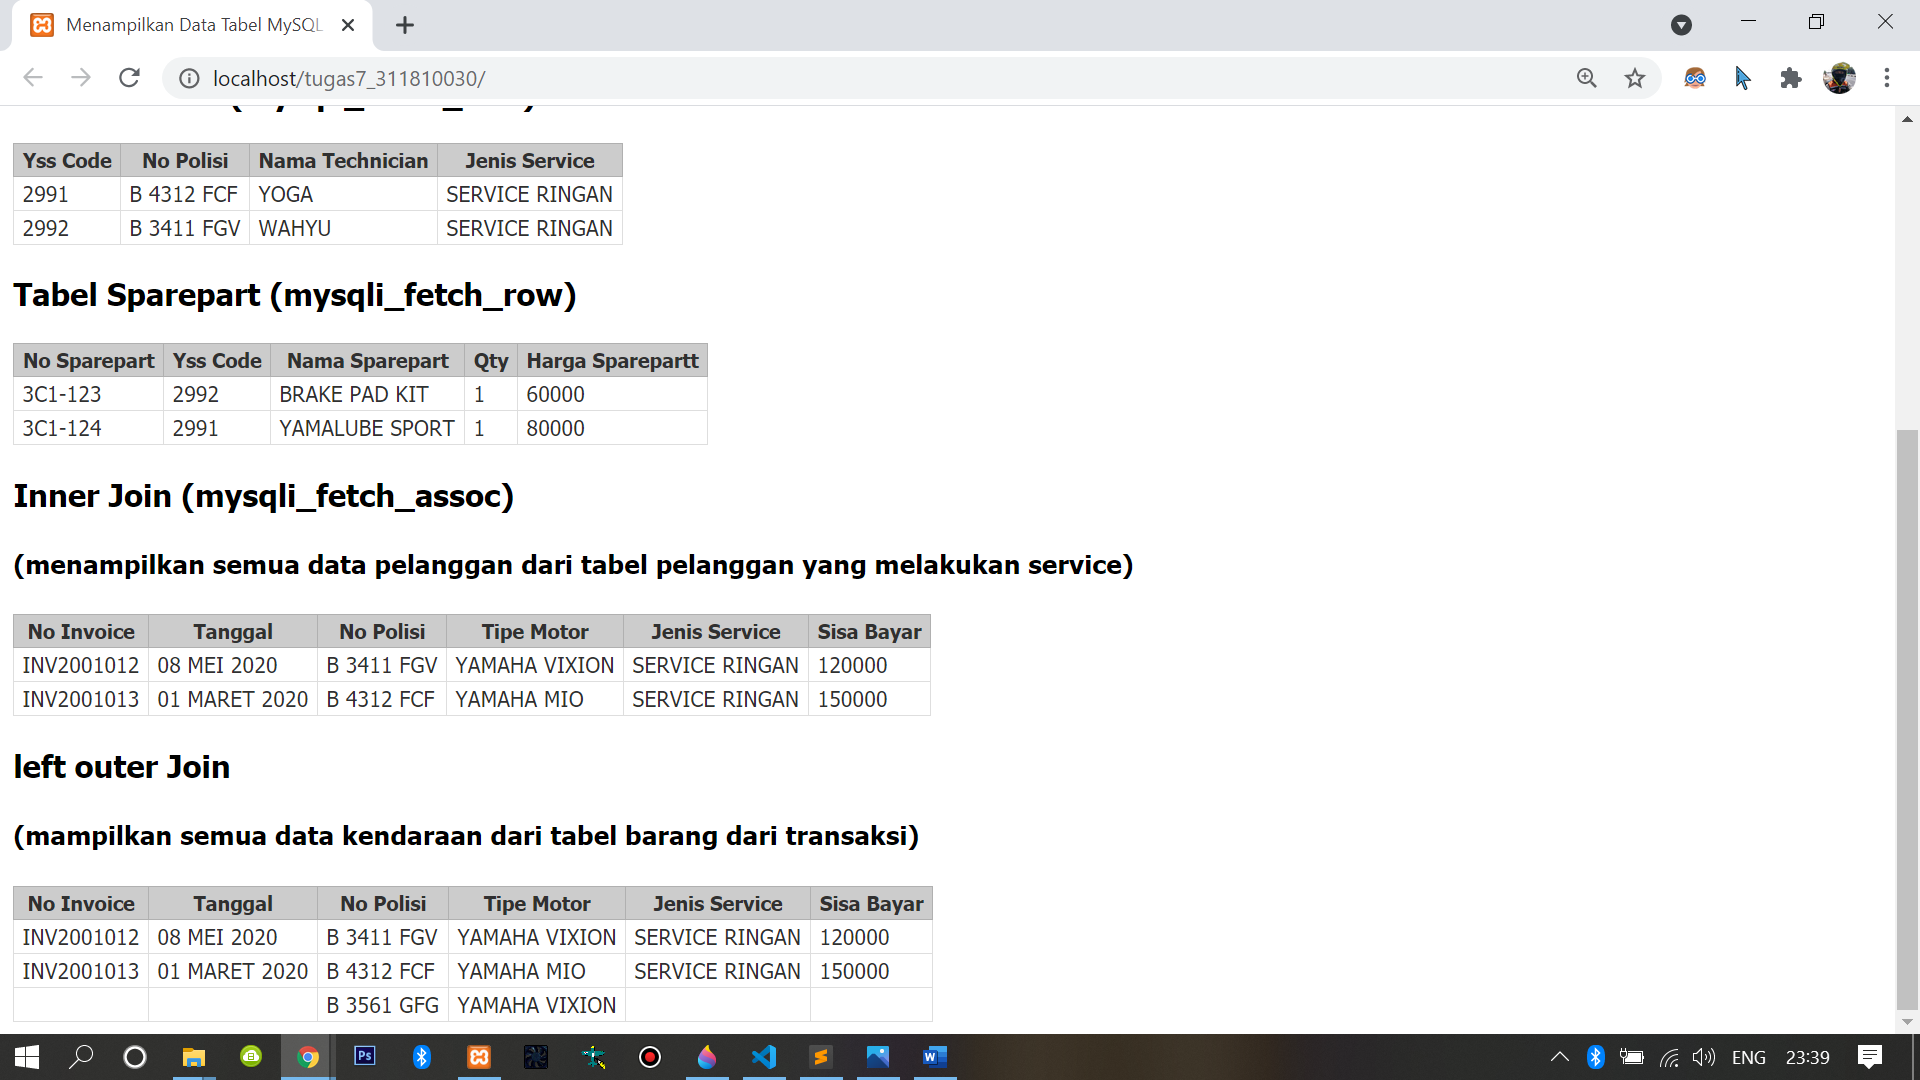 Menampilkan Data Tabel MySQL
localhost/tugas7_311810030/
Yss Code No Polisi Nama Technician Jenis Service
2991 B 4312 FCF YOGA SERVICE RINGAN
2992 B 3411 FGV WAHYU SERVICE RINGAN
Tabel Sparepart (mysqli_fetch_row)
No Sparepart Yss Code Nama Sparepart Qty Harga Sparepartt
3C1-123 2992 BRAKE PAD KIT 1 60000
3C1-124 2991 YAMALUBE SPORT 1 80000
Inner Join (mysqli_fetch_assoc)
(menampilkan semua data pelanggan dari tabel pelanggan yang melakukan service)
No Invoice Tanggal No Polisi Tipe Motor Jenis Service Sisa Bayar
INV2001012 08 MEI 2020 B 3411 FGV YAMAHA VIXION SERVICE RINGAN 120000
INV2001013 01 MARET 2020 B 4312 FCF YAMAHA MIO SERVICE RINGAN 150000
left outer Join
(mampilkan semua data kendaraan dari tabel barang dari transaksi)
No Invoice Tanggal No Polisi Tipe Motor Jenis Service Sisa Bayar
INV2001012 08 MEI 2020 B 3411 FGV YAMAHA VIXION SERVICE RINGAN 120000
INV2001013 01 MARET 2020 B 4312 FCF YAMAHA MIO SERVICE RINGAN 150000
B 3561 GFG YAMAHA VIXION
Ps W ENG 23:39